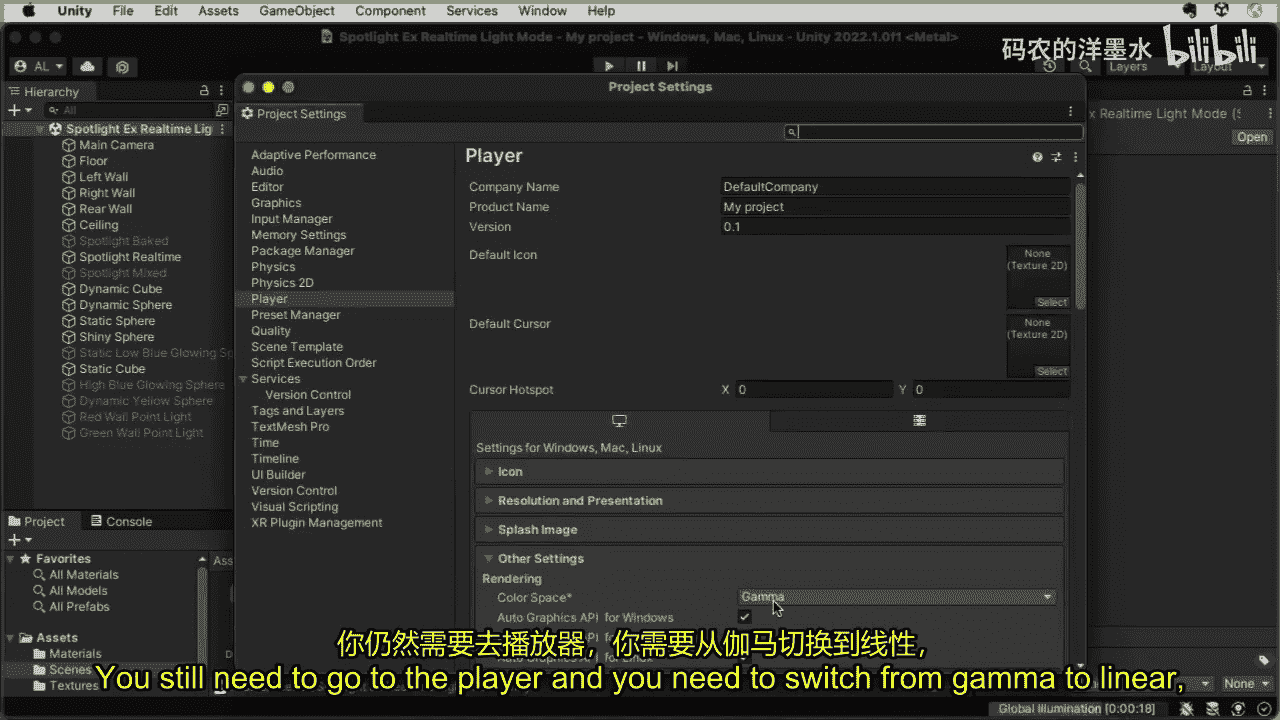 Unity File Edit Assets GameObject Component Services Window Help
Spotlight Ex Realtime Light Mode - My project - Windows, Mac, Linux - Unity 2022.1.0f1 <Metal>
码农的洋墨水 bilibili
AL
Layers
Layout
Hierarchy
All
Spotlight Ex Realtime Lig
Main Camera
Floor
Left Wall
Right Wall
Rear Wall
Ceiling
Spotlight Baked
Spotlight Realtime
Spotlight Mixed
Dynamic Cube
Dynamic Sphere
Static Sphere
Shiny Sphere
Static Low Blue Glowing Sp
Static Cube
High Blue Glowing Sphere
Dynamic Yellow Sphere
Red Wall Point Light
Green Wall Point Light
Project
Console
Favorites
All Materials
All Models
All Prefabs
Assets
Materials
Scenes
Textures
Ass
Project Settings
Project Settings
Adaptive Performance
Audio
Editor
Graphics
Input Manager
Memory Settings
Package Manager
Physics
Physics 2D
Player
Preset Manager
Quality
Scene Template
Script Execution Order
Services
Version Control
Tags and Layers
TextMesh Pro
Time
Timeline
UI Builder
Version Control
Visual Scripting
XR Plugin Management
Player
Company Name DefaultCompany
Product Name My project
Version 0.1
Default Icon
None
(Texture 2D)
Select
Default Cursor
None
(Texture 2D)
Select
Cursor Hotspot X 0 Y 0
Settings for Windows, Mac, Linux
Icon
Resolution and Presentation
Splash Image
Other Settings
Rendering
Color Space* Gamma
Auto Graphics API for Windows
x Realtime Light Mode (S
Open
你仍然需要去播放器，你需要从伽马切换到线性，
You still need to go to the player and you need to switch from gamma to linear,
None
Global Illumination [0:00:18]